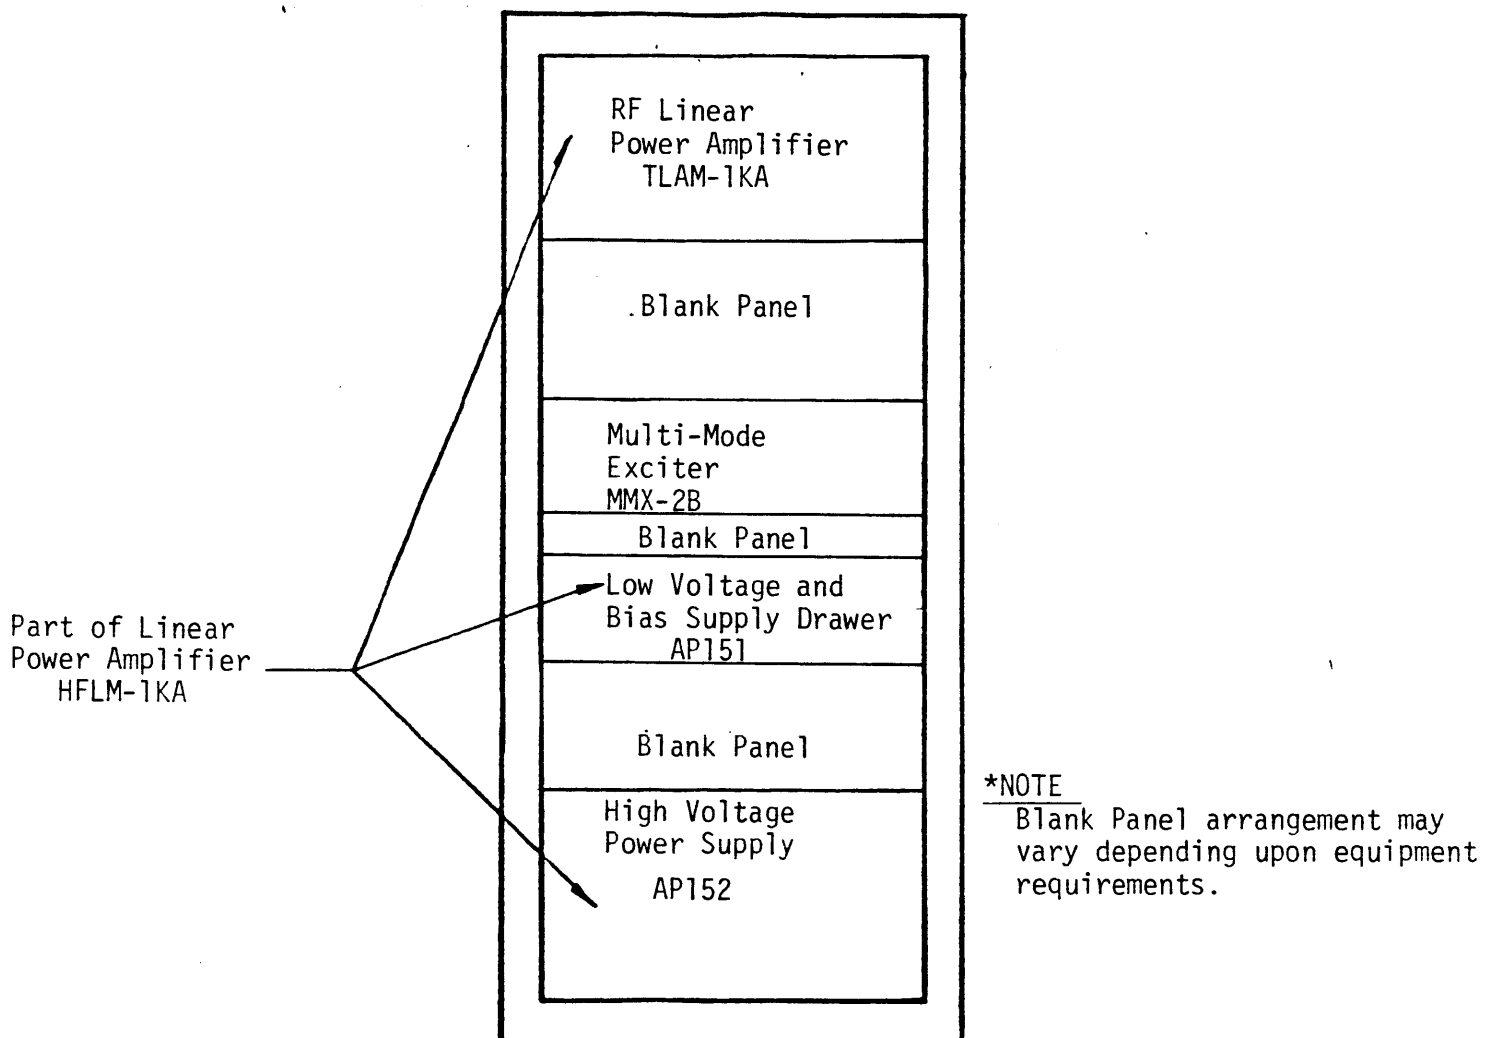 RF Linear
Power Amplifier
TLAM-1KA
Blank Panel
Multi-Mode
Exciter
MMX-2B
Blank Panel
Low Voltage and
Bias Supply Drawer
AP151
Part of Linear
Power Amplifier
HFLM-1KA
Blank Panel
High Voltage
Power Supply
AP152
*NOTE
Blank Panel arrangement may
vary depending upon equipment
requirements.